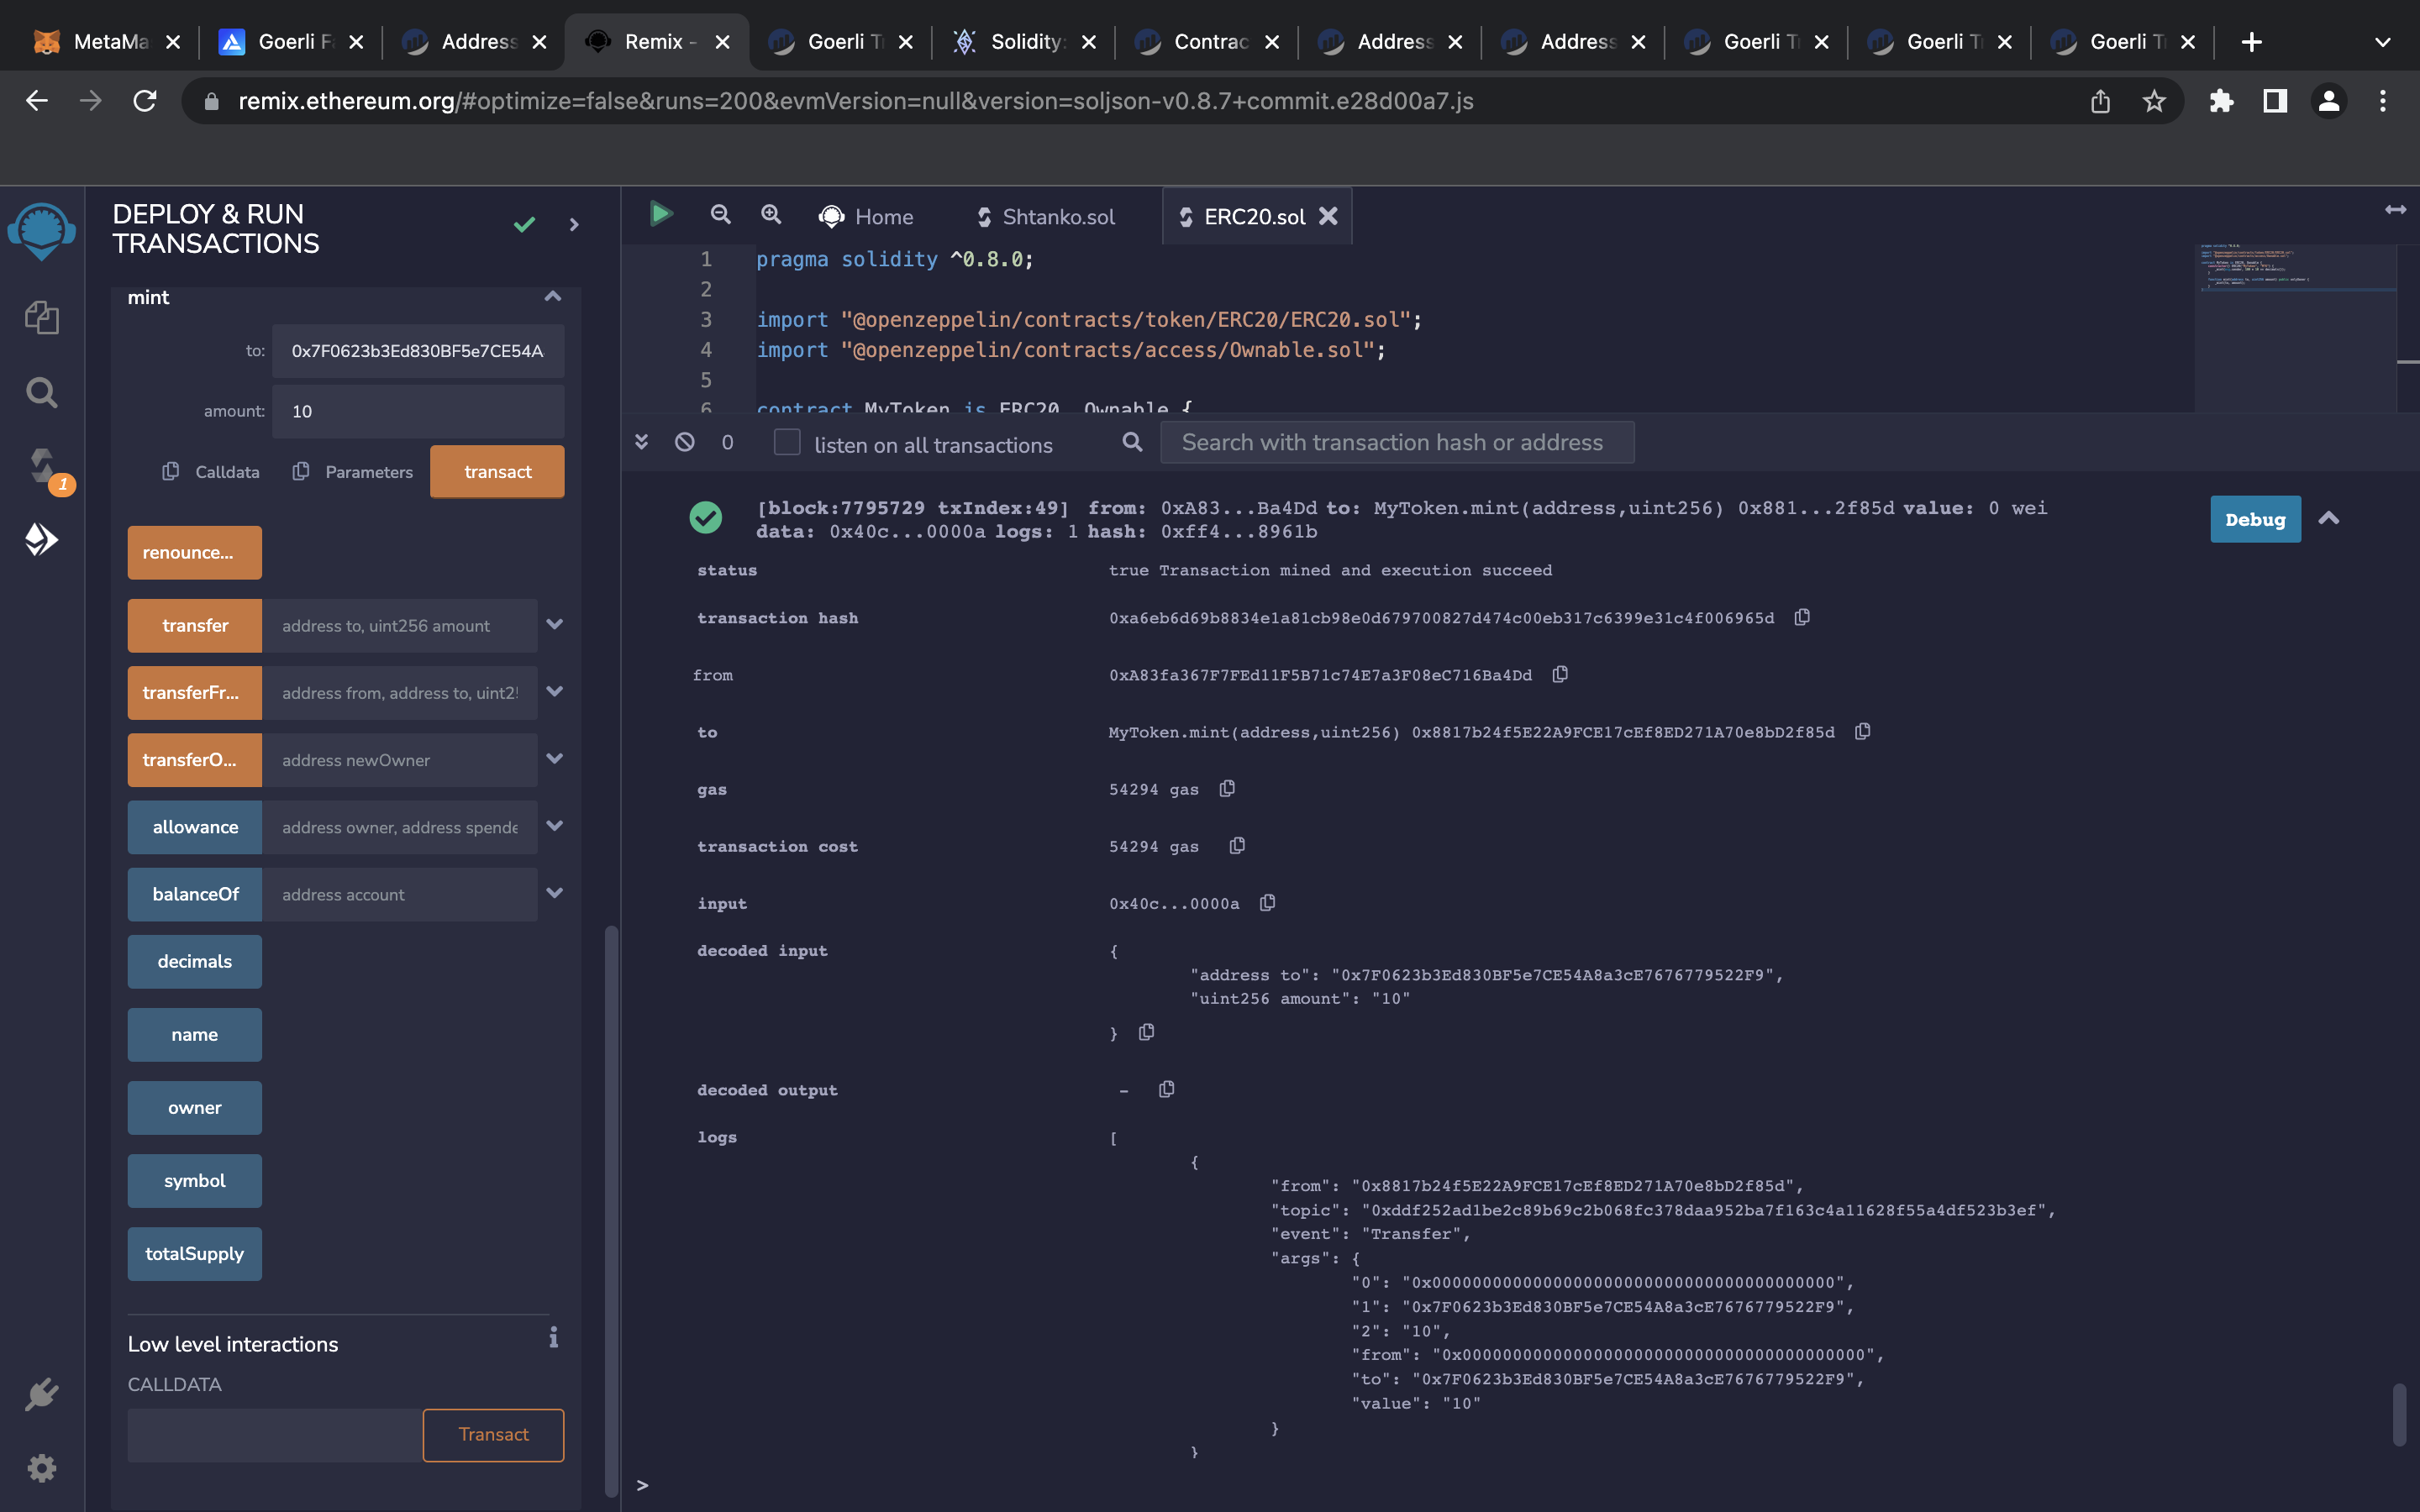 MetaMa
Goerli F
Address
Remix -
Goerli T
Solidity:
Contrac
Address
Address
Goerli T
Goerli T
Goerli T
remix.ethereum.org/#optimize=false&runs=200&evmVersion=null&version=soljson-v0.8.7+commit.e28d00a7.js
DEPLOY & RUN
TRANSACTIONS
mint
to: 0x7F0623b3Ed830BF5e7CE54A
amount: 10
Calldata Parameters transact
1
renounce...
transfer address to, uint256 amount
transferFr... address from, address to, uint2
transferO... address newOwner
allowance address owner, address spende
balanceOf address account
decimals
name
owner
symbol
totalSupply
Low level interactions
CALLDATA
Transact
Home Shtanko.sol ERC20.sol
1 pragma solidity ^0.8.0;
2
3 import "@openzeppelin/contracts/token/ERC20/ERC20.sol";
4 import "@openzeppelin/contracts/access/Ownable.sol";
5
6 contract MyToken is ERC20, Ownable {
0 listen on all transactions Search with transaction hash or address
[block:7795729 txIndex:49] from: 0xA83...Ba4Dd to: MyToken.mint(address,uint256) 0x881...2f85d value: 0 wei
data: 0x40c...0000a logs: 1 hash: 0xff4...8961b
Debug
status true Transaction mined and execution succeed
transaction hash 0xa6eb6d69b8834e1a81cb98e0d679700827d474c00eb317c6399e31c4f006965d
from 0xA83fa367F7FEd11F5B71c74E7a3F08eC716Ba4Dd
to MyToken.mint(address,uint256) 0x8817b24f5E22A9FCE17cEf8ED271A70e8bD2f85d
gas 54294 gas
transaction cost 54294 gas
input 0x40c...0000a
decoded input {
"address to": "0x7F0623b3Ed830BF5e7CE54A8a3cE7676779522F9",
"uint256 amount": "10"
}
decoded output -
logs [
{
"from": "0x8817b24f5E22A9FCE17cEf8ED271A70e8bD2f85d",
"topic": "0xddf252ad1be2c89b69c2b068fc378daa952ba7f163c4a11628f55a4df523b3ef",
"event": "Transfer",
"args": {
"0": "0x0000000000000000000000000000000000000000",
"1": "0x7F0623b3Ed830BF5e7CE54A8a3cE7676779522F9",
"2": "10",
"from": "0x0000000000000000000000000000000000000000",
"to": "0x7F0623b3Ed830BF5e7CE54A8a3cE7676779522F9",
"value": "10"
}
}
>